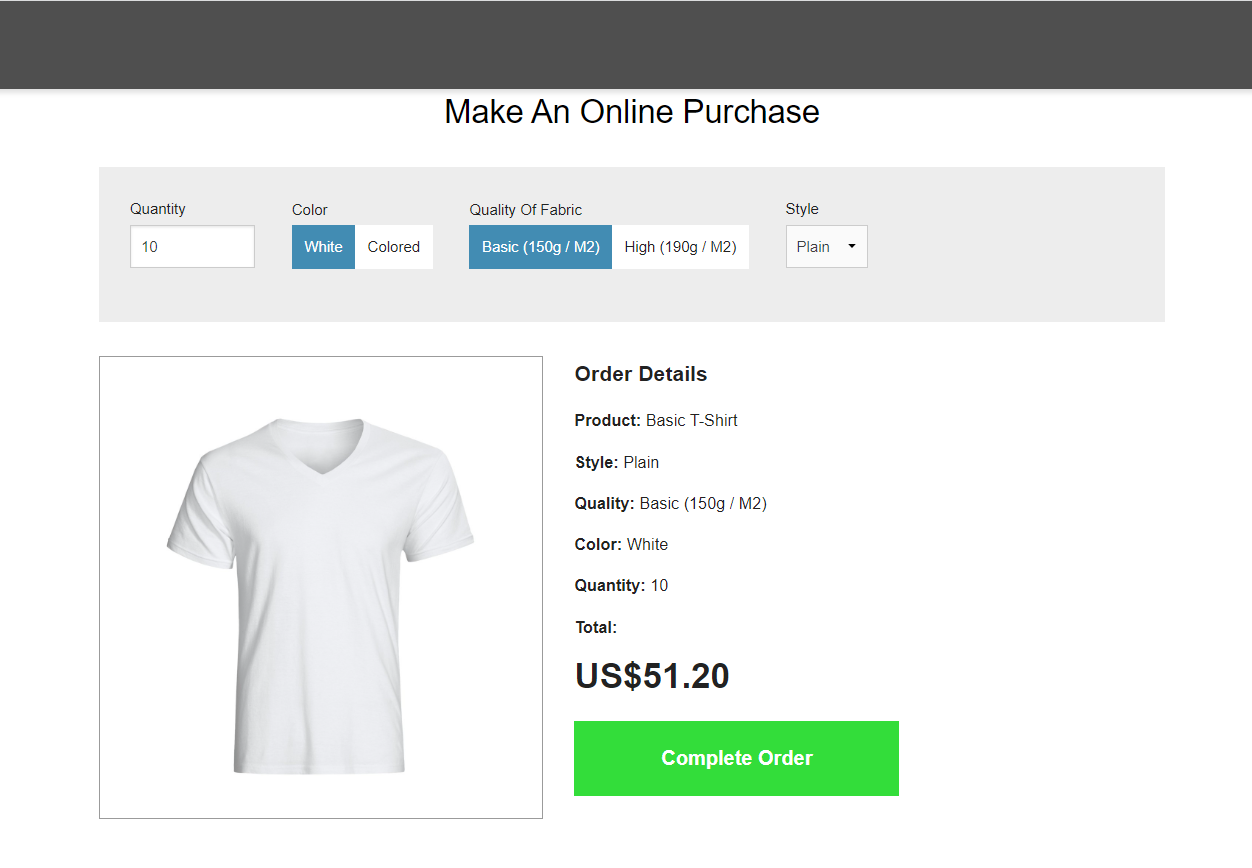 Make An Online Purchase
Quantity
Color
Quality Of Fabric
Style
10
White
Colored
Basic (150g / M2)
High (190g / M2)
Plain
Order Details
Product: Basic T-Shirt
Style: Plain
Quality: Basic (150g / M2)
Color: White
Quantity: 10
Total:
US$51.20
Complete Order